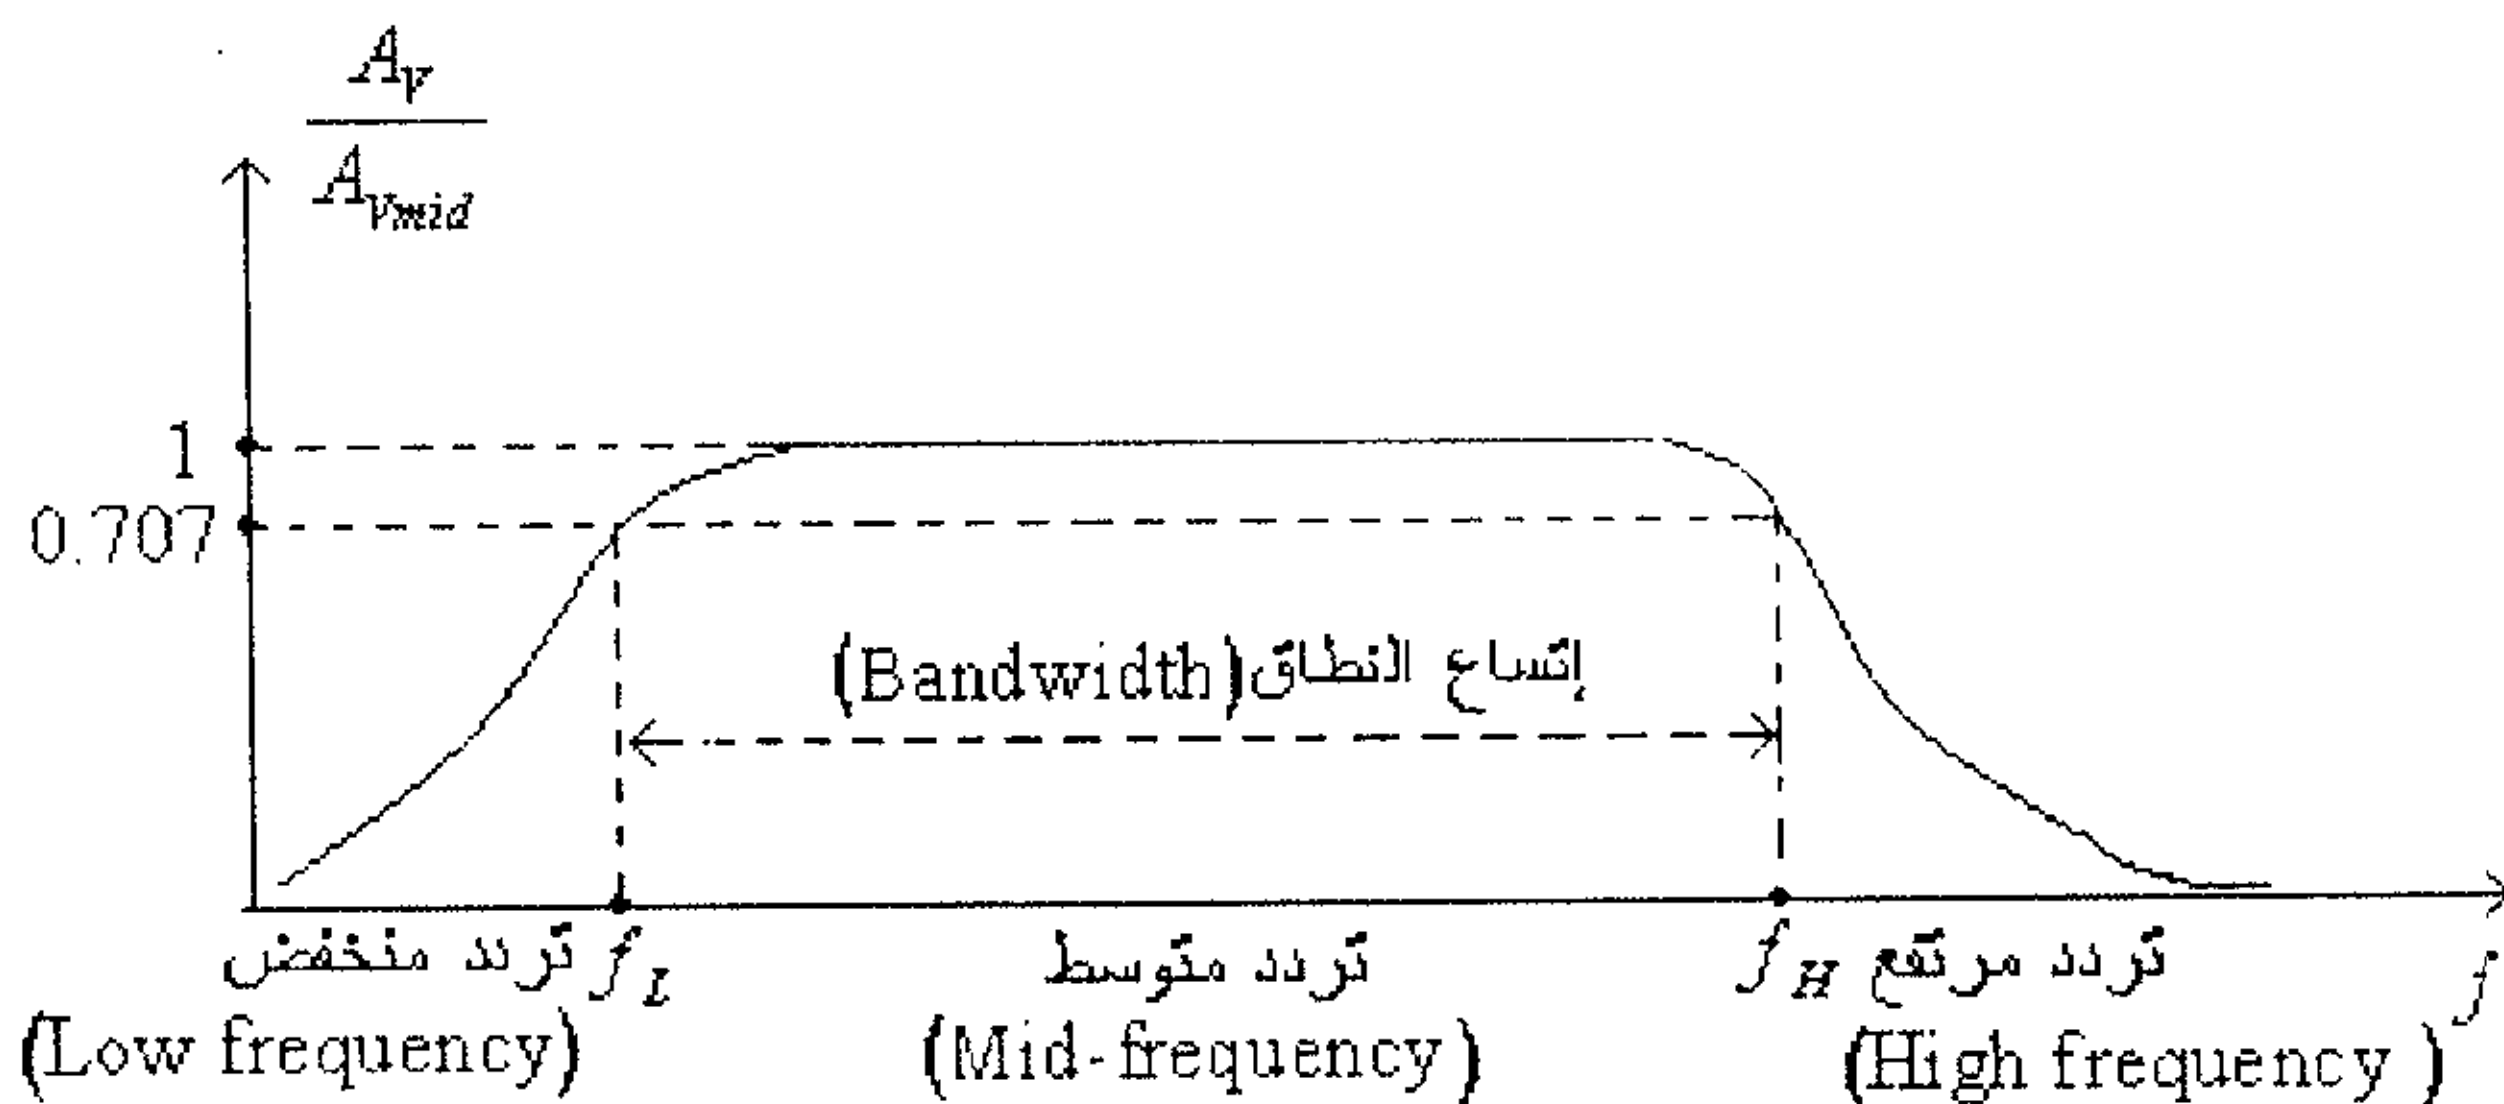 A_V
A_Vmid
1
0.707
إتساع النطاق(Bandwidth)
تردد منخفض f_L تردد متوسط f_H تردد مرتفع f
(Low frequency) (Mid-frequency) (High frequency)